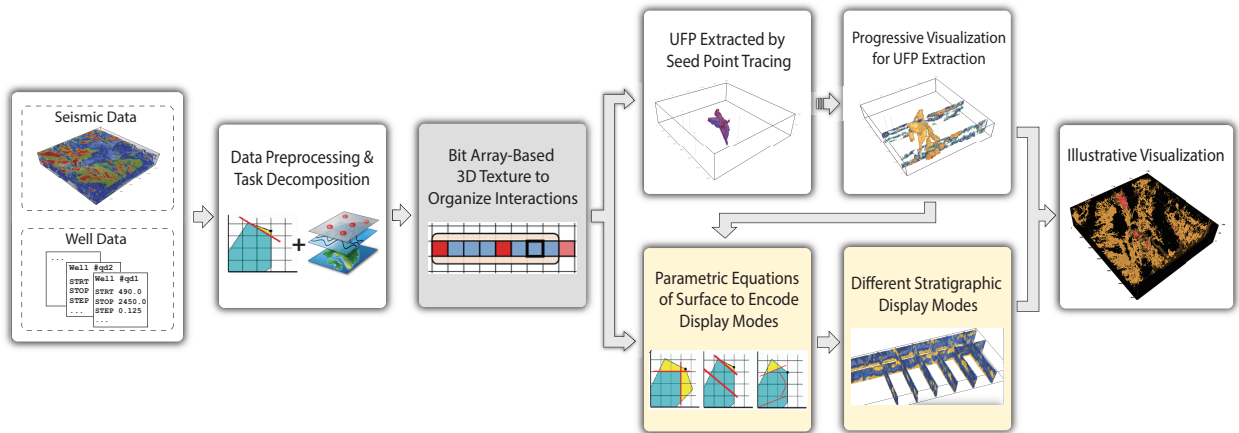 Seismic Data
Well Data
...
Well #qd2
STRT
STOP
STEP
...
Well #qd1
STRT 490.0
STOP 2450.0
STEP 0.125
...
Data Preprocessing &
Task Decomposition
+
Bit Array-Based
3D Texture to
Organize Interactions
UFP Extracted by
Seed Point Tracing
Progressive Visualization
for UFP Extraction
Parametric Equations
of Surface to Encode
Display Modes
Different Stratigraphic
Display Modes
Illustrative Visualization